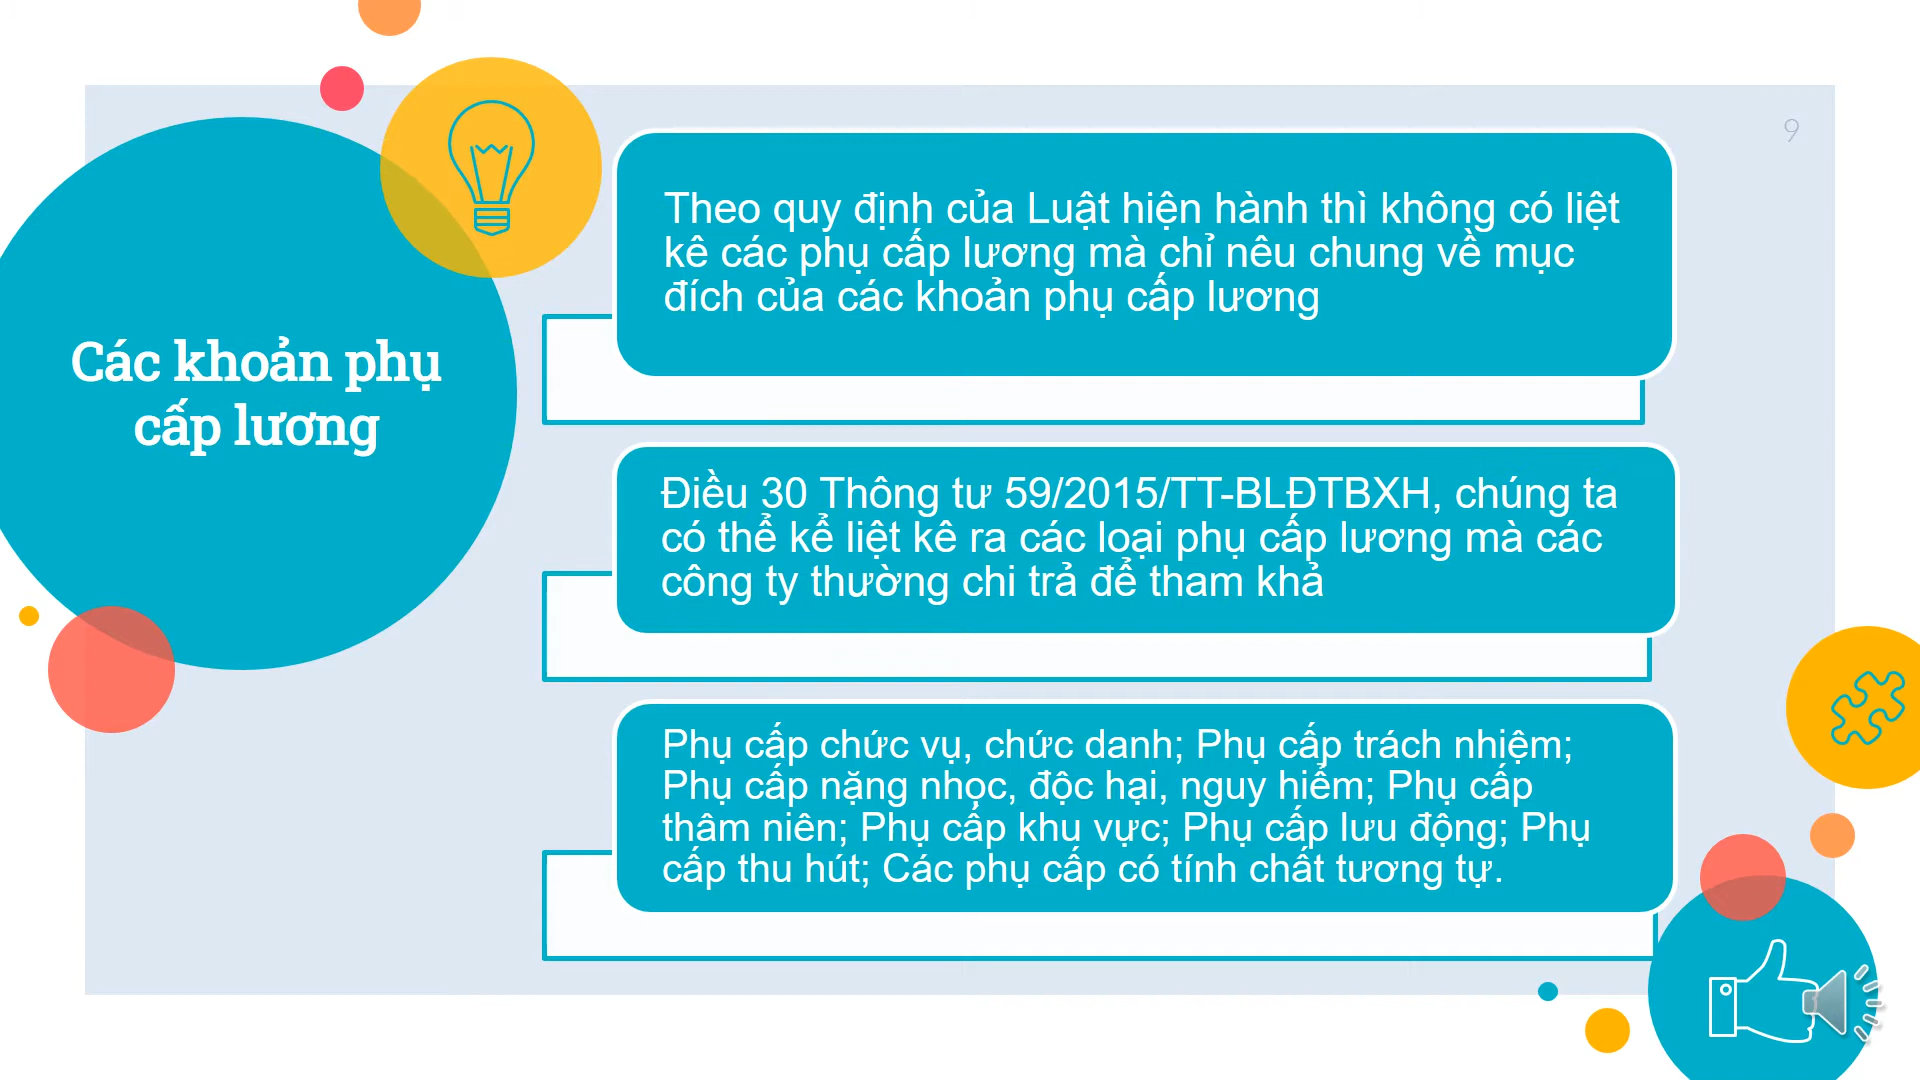 9
Các khoản phụ
cấp lương
Theo quy định của Luật hiện hành thì không có liệt
kê các phụ cấp lương mà chỉ nêu chung về mục
đích của các khoản phụ cấp lương
Điều 30 Thông tư 59/2015/TT-BLĐTBXH, chúng ta
có thể kể liệt kê ra các loại phụ cấp lương mà các
công ty thường chi trả để tham khả
Phụ cấp chức vụ, chức danh; Phụ cấp trách nhiệm;
Phụ cấp nặng nhọc, độc hại, nguy hiểm; Phụ cấp
thâm niên; Phụ cấp khu vực; Phụ cấp lưu động; Phụ
cấp thu hút; Các phụ cấp có tính chất tương tự.